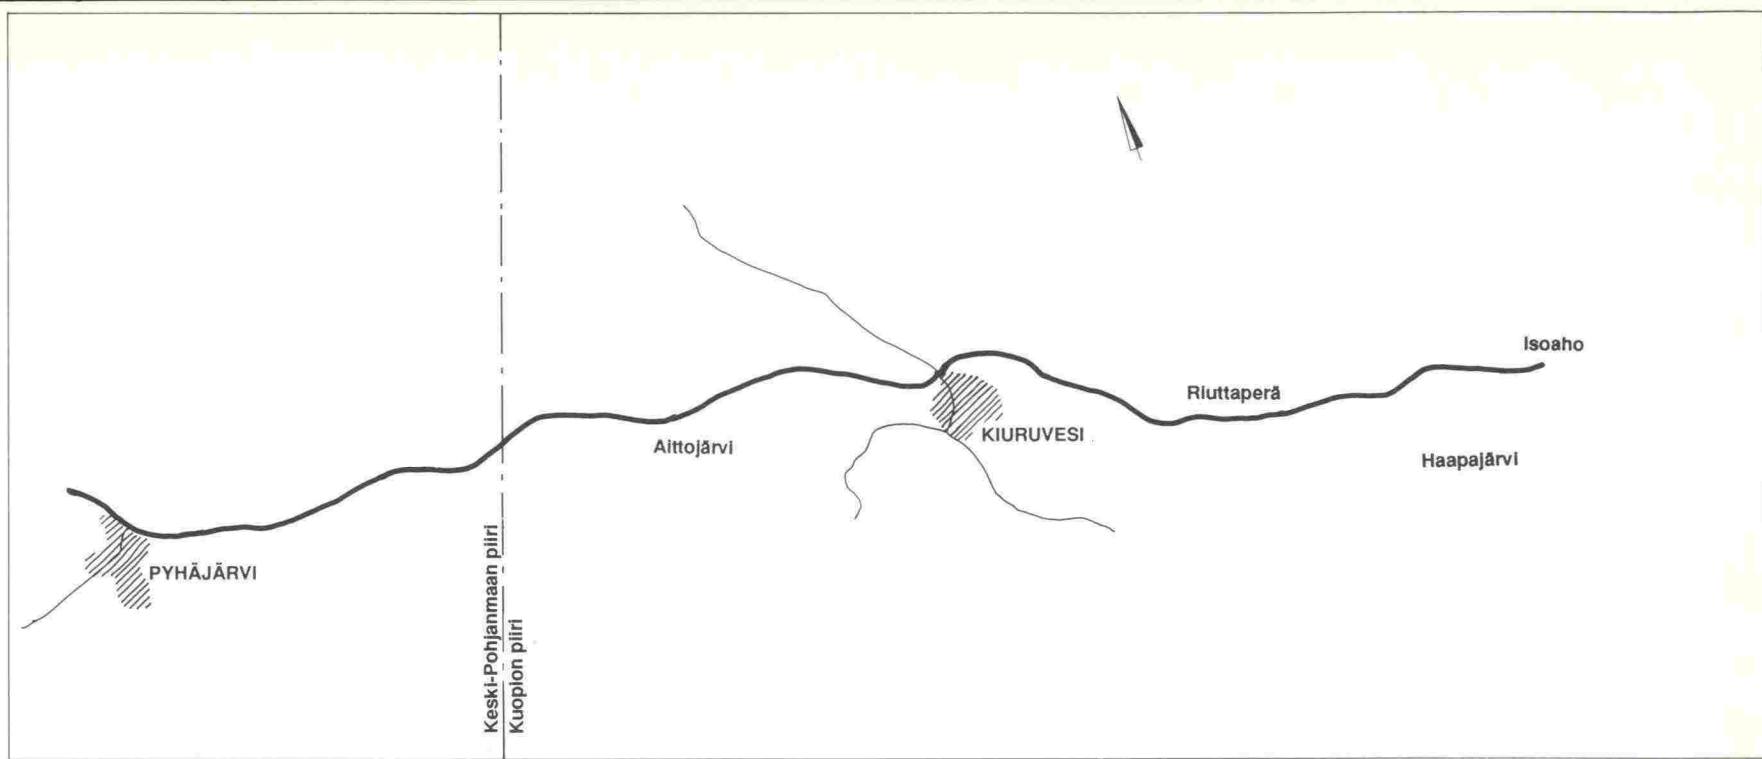 Isoaho
Riuttaperä
Aittojärvi
KIURUVESI
Haapajärvi
PYHÄJÄRVI
Keski-Pohjanmaan piiri
Kuopion piiri